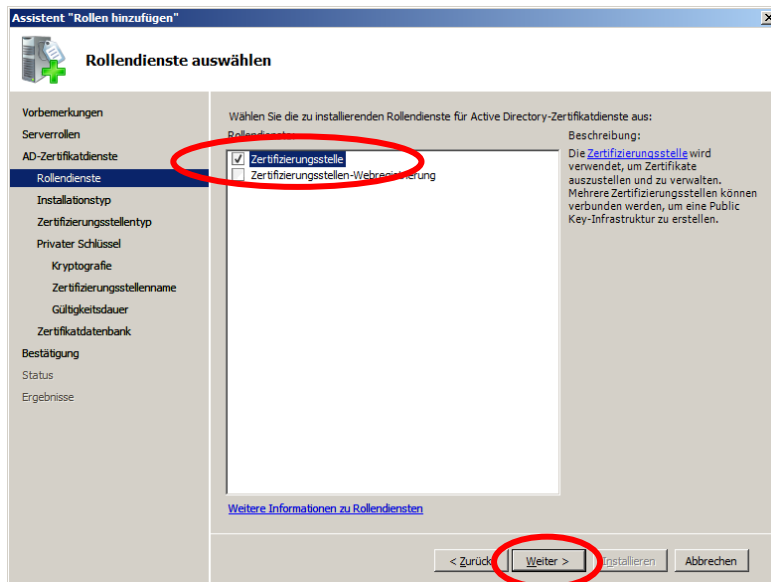 Assistent "Rollen hinzufügen"
Rollendienste auswählen
Vorbemerkungen
Serverrollen
AD-Zertifikatdienste
Rollendienste
Installationstyp
Zertifizierungsstellentyp
Privater Schlüssel
Kryptografie
Zertifizierungsstellenname
Gültigkeitsdauer
Zertifikatdatenbank
Bestätigung
Status
Ergebnisse
Wählen Sie die zu installierenden Rollendienste für Active Directory-Zertifikatdienste aus:
Rollendienste:
Zertifizierungsstelle
Zertifizierungsstellen-Webregistrierung
Weitere Informationen zu Rollendiensten
Beschreibung:
Die Zertifizierungsstelle wird
verwendet, um Zertifikate
auszustellen und zu verwalten.
Mehrere Zertifizierungsstellen können
verbunden werden, um eine Public
Key-Infrastruktur zu erstellen.
< Zurück
Weiter >
Installieren
Abbrechen